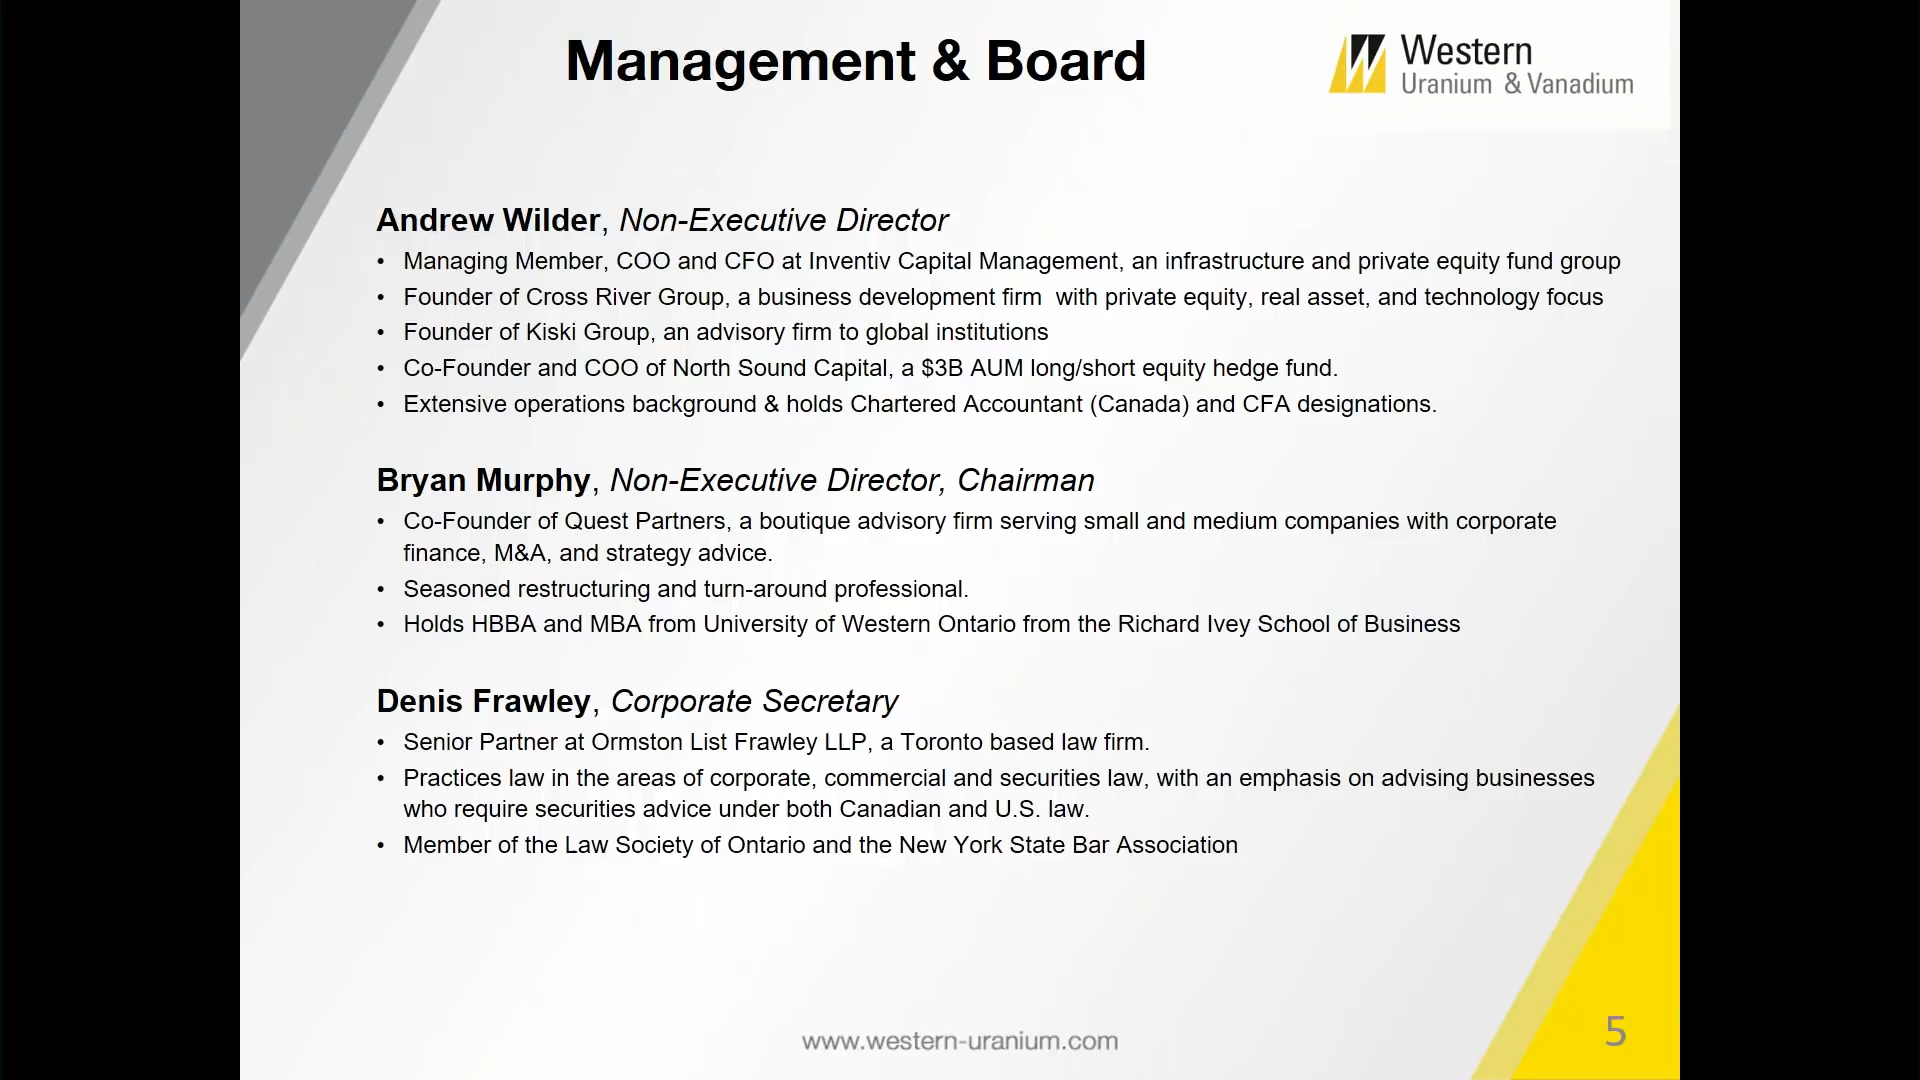 Management & Board
Western
Uranium & Vanadium
Andrew Wilder, Non-Executive Director
• Managing Member, COO and CFO at Inventiv Capital Management, an infrastructure and private equity fund group
• Founder of Cross River Group, a business development firm  with private equity, real asset, and technology focus
• Founder of Kiski Group, an advisory firm to global institutions
• Co-Founder and COO of North Sound Capital, a $3B AUM long/short equity hedge fund.
• Extensive operations background & holds Chartered Accountant (Canada) and CFA designations.
Bryan Murphy, Non-Executive Director, Chairman
• Co-Founder of Quest Partners, a boutique advisory firm serving small and medium companies with corporate
finance, M&A, and strategy advice.
• Seasoned restructuring and turn-around professional.
• Holds HBBA and MBA from University of Western Ontario from the Richard Ivey School of Business
Denis Frawley, Corporate Secretary
• Senior Partner at Ormston List Frawley LLP, a Toronto based law firm.
• Practices law in the areas of corporate, commercial and securities law, with an emphasis on advising businesses
who require securities advice under both Canadian and U.S. law.
• Member of the Law Society of Ontario and the New York State Bar Association
www.western-uranium.com
5